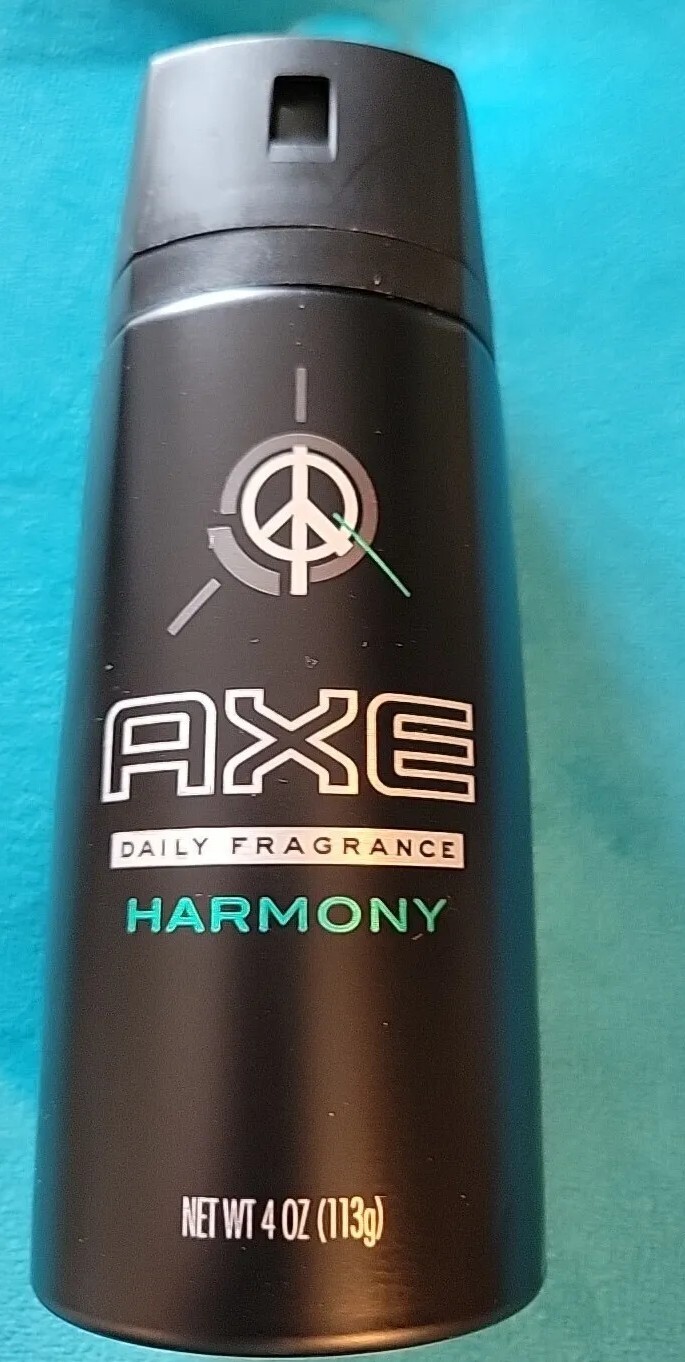 AXE
DAILY FRAGRANCE
HARMONY
NET WT 4 OZ (113g)